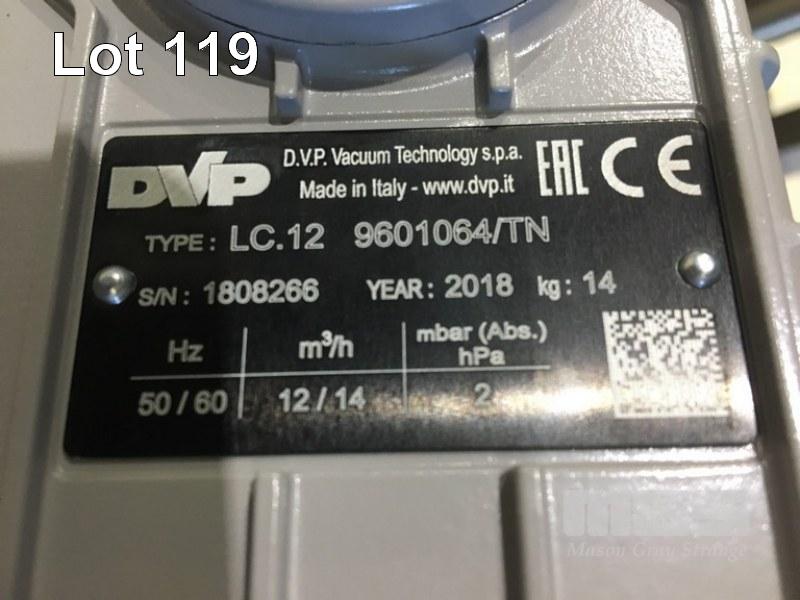 Lot 119
DVP
D.V.P. Vacuum Technology s.p.a.
Made in Italy - www.dvp.it
EAC CE
TYPE: LC.12 9601064/TN
S/N: 1808266 YEAR: 2018 kg: 14
Hz m³/h mbar (Abs.)
hPa
50 / 60 12 / 14 2
Mason Gray Strange